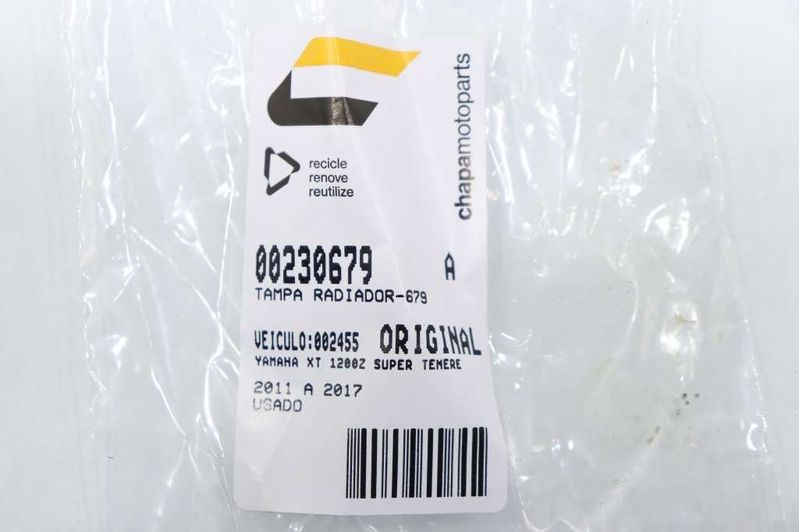 chapamotoparts
recicle
renove
reutilize
00230679 A
TAMPA RADIADOR-679
VEICULO:002455 ORIGINAL
YAMAHA XT 1200Z SUPER TENERE
2011 A 2017
USADO